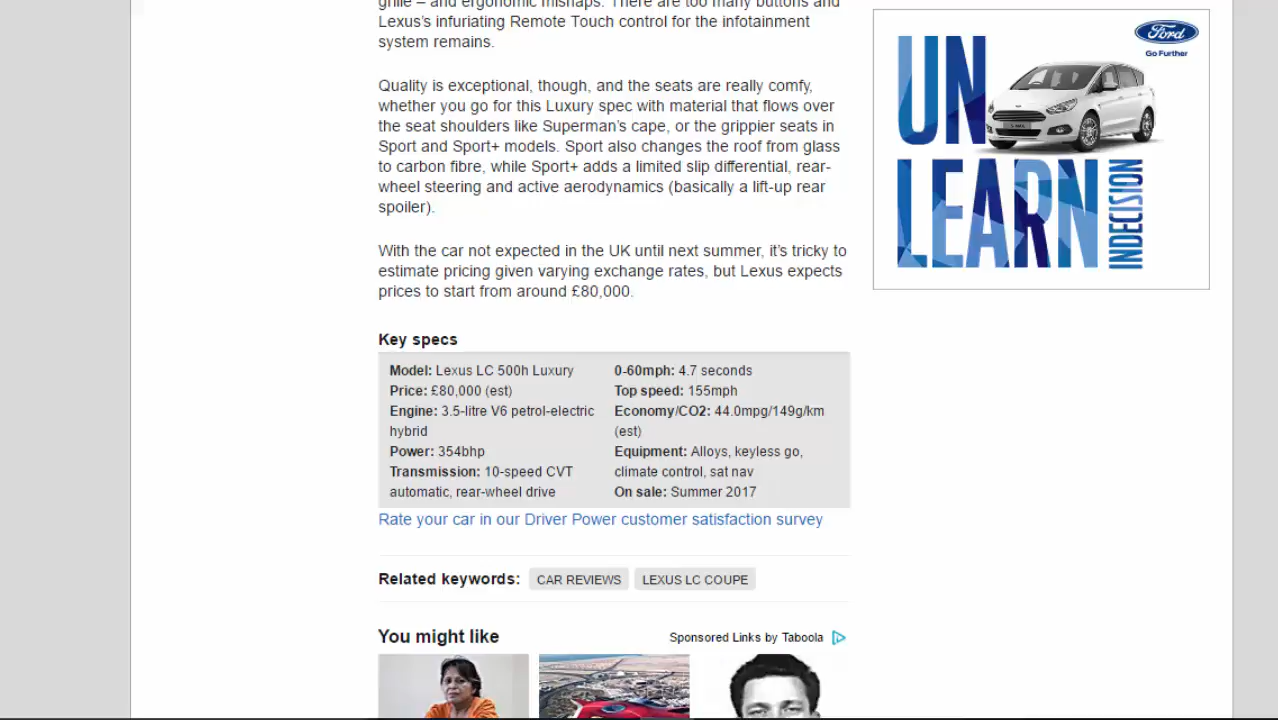 grille – and ergonomic mishaps. There are too many buttons and
Lexus's infuriating Remote Touch control for the infotainment
system remains.
Quality is exceptional, though, and the seats are really comfy,
whether you go for this Luxury spec with material that flows over
the seat shoulders like Superman's cape, or the grippier seats in
Sport and Sport+ models. Sport also changes the roof from glass
to carbon fibre, while Sport+ adds a limited slip differential, rear-
wheel steering and active aerodynamics (basically a lift-up rear
spoiler).
With the car not expected in the UK until next summer, it's tricky to
estimate pricing given varying exchange rates, but Lexus expects
prices to start from around £80,000.
Key specs
Model: Lexus LC 500h Luxury
Price: £80,000 (est)
Engine: 3.5-litre V6 petrol-electric
hybrid
Power: 354bhp
Transmission: 10-speed CVT
automatic, rear-wheel drive
0-60mph: 4.7 seconds
Top speed: 155mph
Economy/CO2: 44.0mpg/149g/km
(est)
Equipment: Alloys, keyless go,
climate control, sat nav
On sale: Summer 2017
Rate your car in our Driver Power customer satisfaction survey
Related keywords: CAR REVIEWS LEXUS LC COUPE
You might like
Sponsored Links by Taboola
Ford
Go Further
UN
LEARN
INDECISION